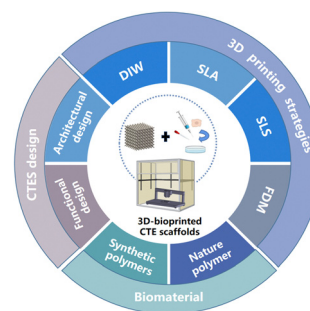 3D printing strategies
DIW
SLA
SLS
FDM
CTES design
Architectural
design
Functional
design
3D-bioprinted
CTE scaffolds
Synthetic
polymers
Nature
polymer
Biomaterial